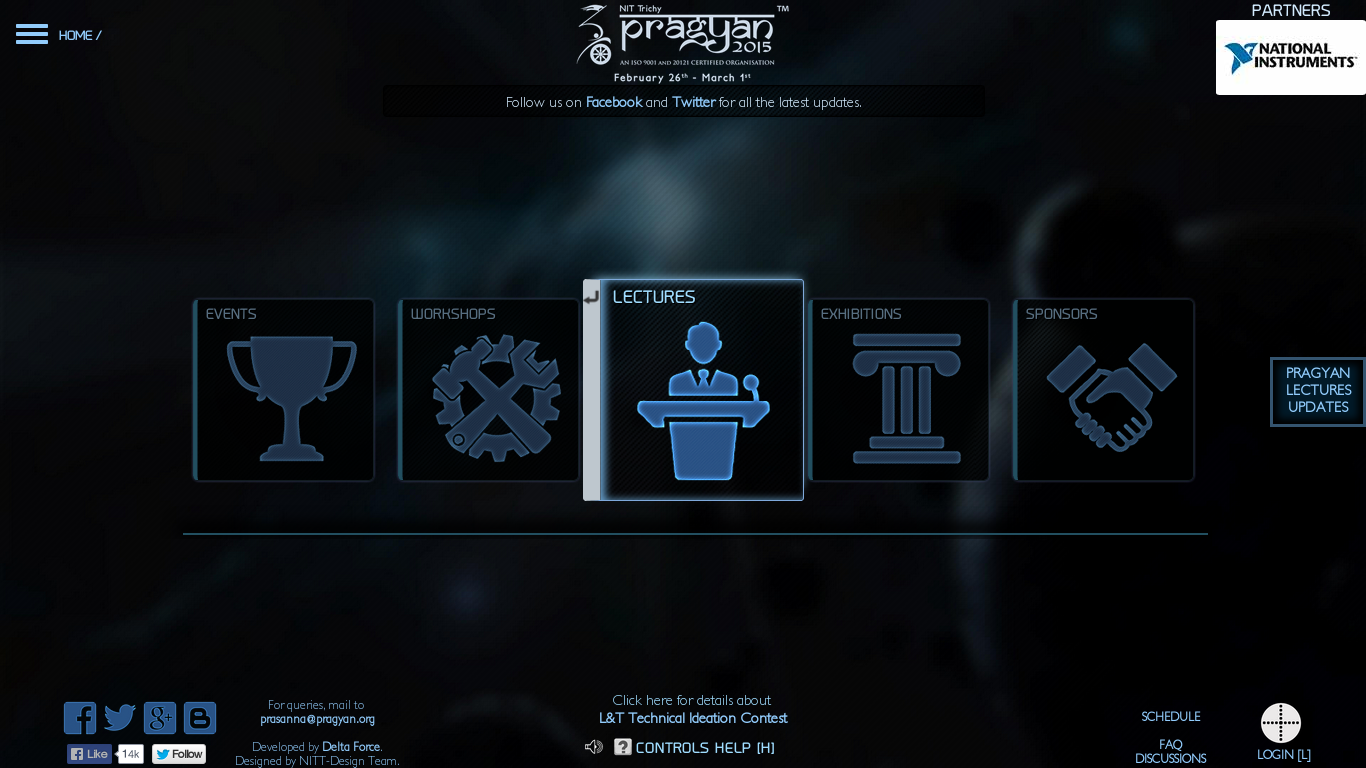 HOME /
NIT Trichy
pragyan TM
2015
AN ISO 9001 AND 20121 CERTIFIED ORGANISATION
February 26th - March 1st
PARTNERS
NATIONAL
INSTRUMENTS
Follow us on Facebook and Twitter for all the latest updates.
EVENTS
WORKSHOPS
LECTURES
EXHIBITIONS
SPONSORS
PRAGYAN
LECTURES
UPDATES
Like
14k
Follow
For queries, mail to
prasanna@pragyan.org
Developed by Delta Force.
Designed by NITT-Design Team.
Click here for details about
L&T Technical Ideation Contest
? CONTROLS HELP [H]
SCHEDULE
FAQ
DISCUSSIONS
LOGIN [L]